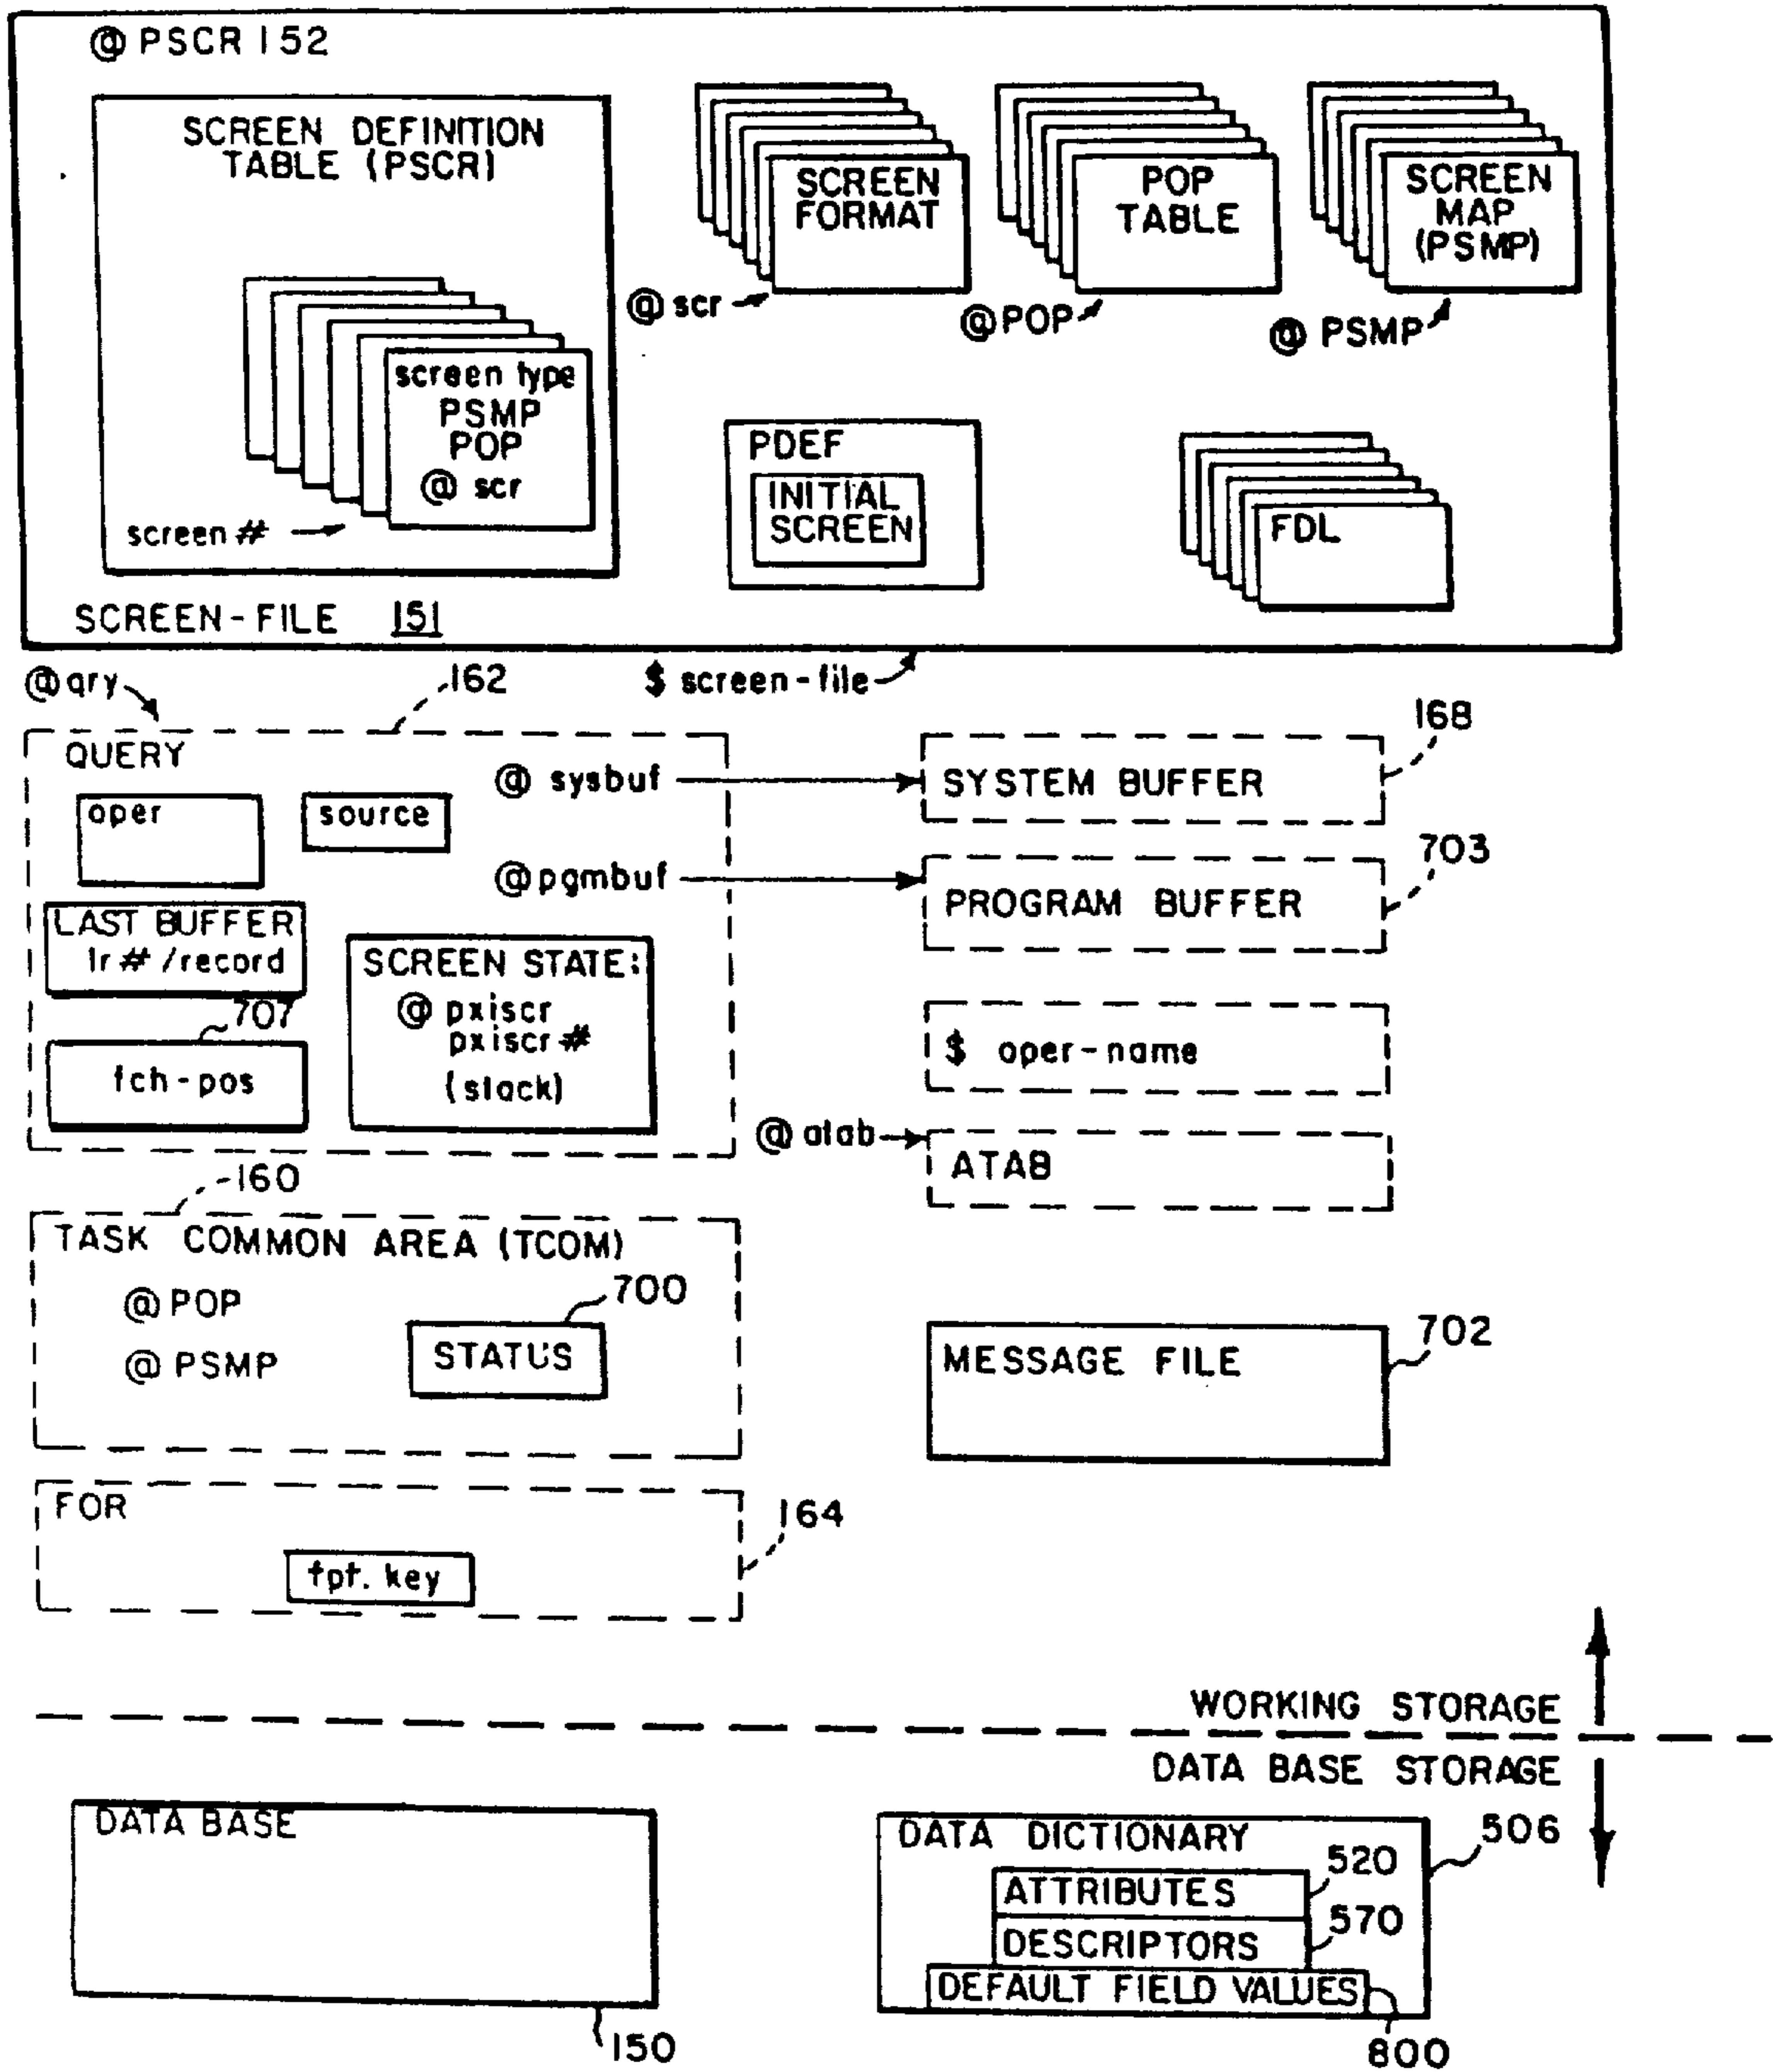 @ PSCR 152
SCREEN DEFINITION
TABLE (PSCR)
screen type
PSMP
POP
@ scr
screen #
SCREEN
FORMAT
@ scr
POP
TABLE
@ POP
SCREEN
MAP
(PSMP)
@ PSMP
PDEF
INITIAL
SCREEN
FDL
SCREEN-FILE 151
$ screen-file
@ qry
162
QUERY
oper
source
@ sysbuf
@ pgmbuf
LAST BUFFER
lr # /record
707
fch-pos
SCREEN STATE:
@ pxiscr
pxiscr #
(stack)
SYSTEM BUFFER
168
PROGRAM BUFFER
703
$ oper-name
@ atab
ATAB
160
TASK COMMON AREA (TCOM)
@ POP
@ PSMP
700
STATUS
MESSAGE FILE
702
FOR
tpt. key
164
WORKING STORAGE
DATA BASE STORAGE
DATA BASE
150
DATA DICTIONARY
506
ATTRIBUTES
520
DESCRIPTORS
570
DEFAULT FIELD VALUES
800